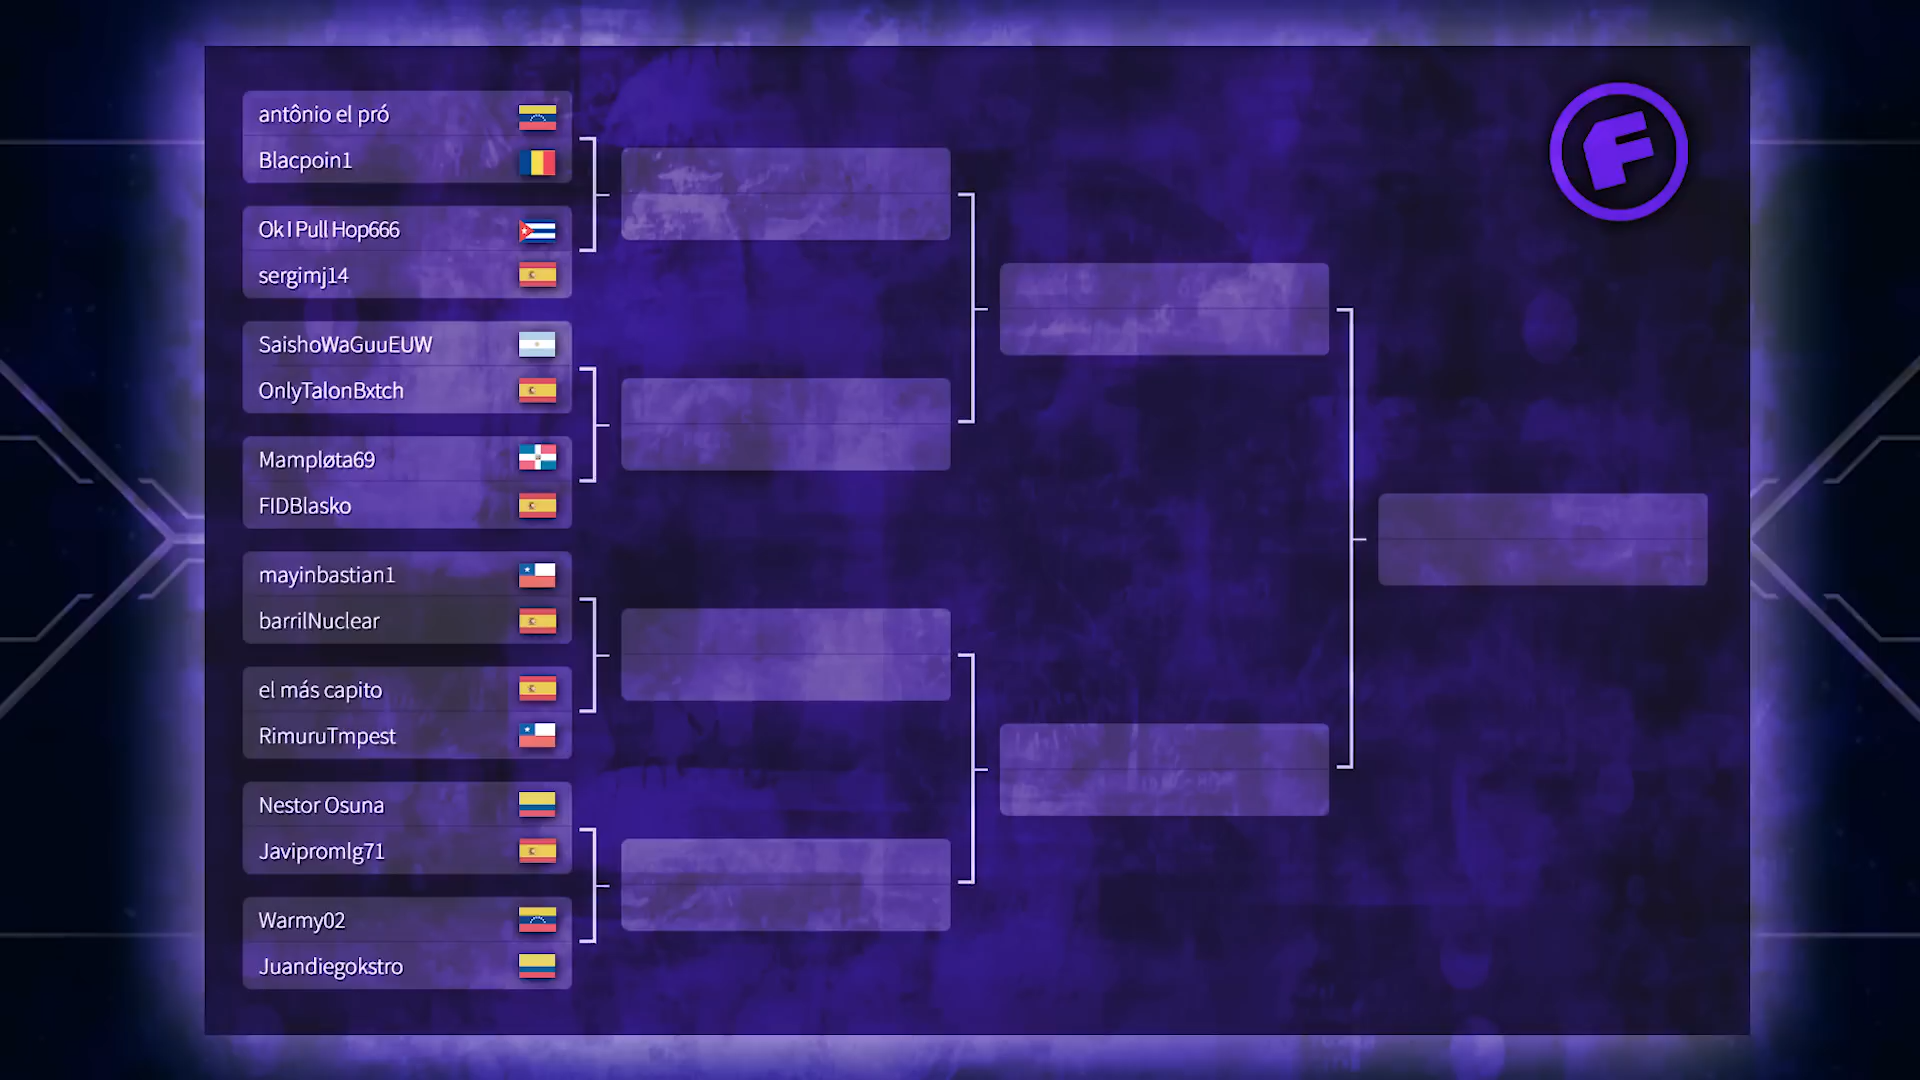 antônio el pró
Blacpoin1
Ok I Pull Hop666
sergimj14
SaishoWaGuuEUW
OnlyTalonBxtch
Mampløta69
FIDBlasko
mayinbastian1
barrilNuclear
el más capito
RimuruTmpest
Nestor Osuna
Javipromlg71
Warmy02
Juandiegokstro
F